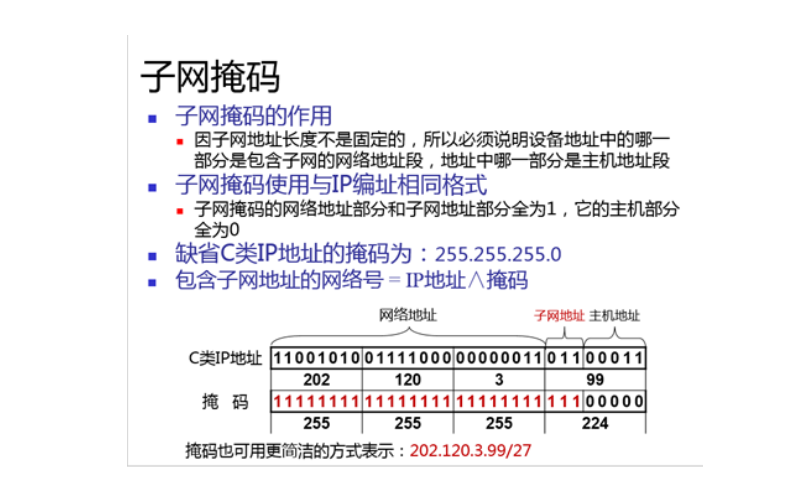 子网掩码
子网掩码的作用
因子网地址长度不是固定的，所以必须说明设备地址中的哪一
部分是包含子网的网络地址段，地址中哪一部分是主机地址段
子网掩码使用与IP编址相同格式
子网掩码的网络地址部分和子网地址部分全为1，它的主机部分
全为0
缺省C类IP地址的掩码为：255.255.255.0
包含子网地址的网络号 = IP地址∧掩码
网络地址 子网地址 主机地址
C类IP地址 11001010 01111000 00000011 011 00011
202 120 3 99
掩 码 11111111 11111111 11111111 111 00000
255 255 255 224
掩码也可用更简洁的方式表示：202.120.3.99/27